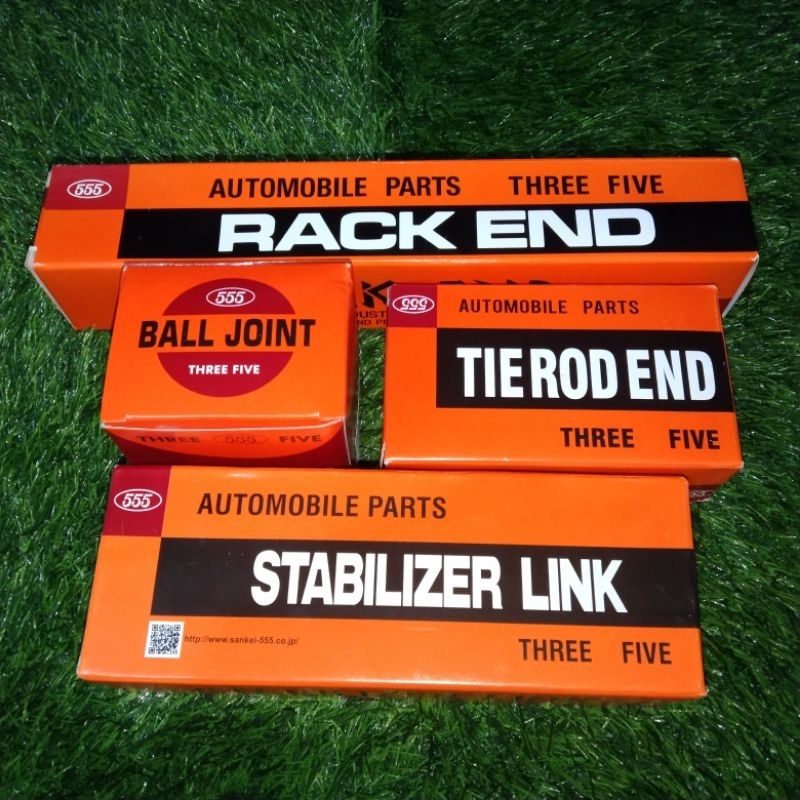 555
AUTOMOBILE PARTS THREE FIVE
RACK END
555
BALL JOINT
THREE FIVE
THREE 555 FIVE
555
AUTOMOBILE PARTS
TIE ROD END
THREE FIVE
555
AUTOMOBILE PARTS
STABILIZER LINK
http://www.sankei-555.co.jp/
THREE FIVE